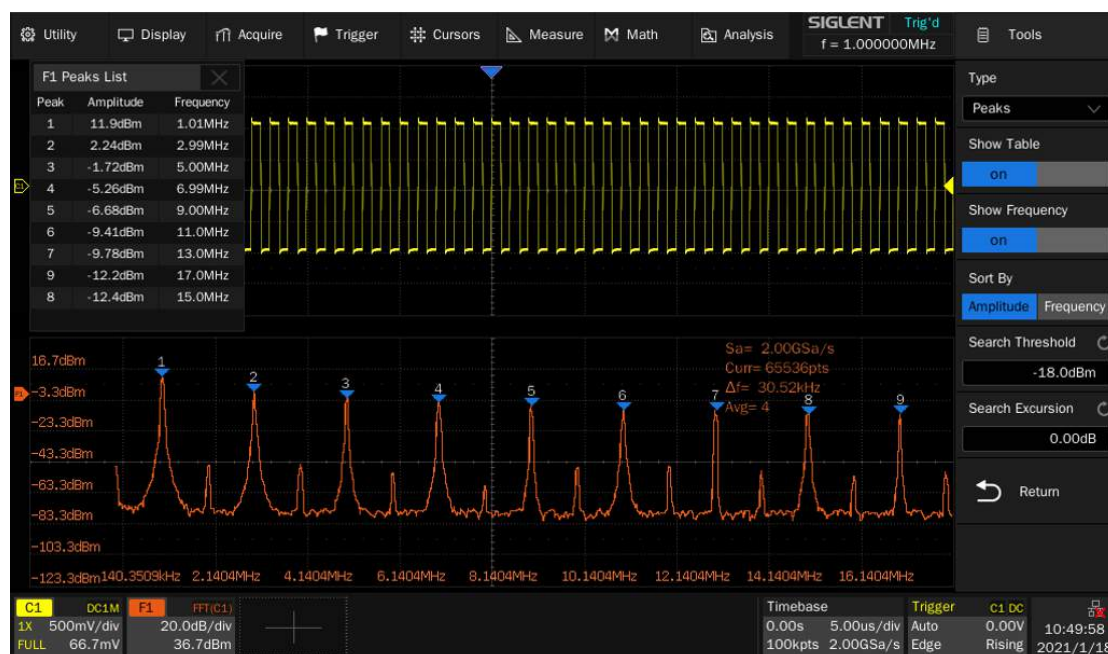 Utility Display Acquire Trigger Cursors Measure Math Analysis
SIGLENT Trig'd
f = 1.000000MHz
Tools
F1 Peaks List
Peak Amplitude Frequency
1 11.9dBm 1.01MHz
2 2.24dBm 2.99MHz
3 -1.72dBm 5.00MHz
4 -5.26dBm 6.99MHz
5 -6.68dBm 9.00MHz
6 -9.41dBm 11.0MHz
7 -9.78dBm 13.0MHz
9 -12.2dBm 17.0MHz
8 -12.4dBm 15.0MHz
Type
Peaks
Show Table
on
Show Frequency
on
Sort By
Amplitude Frequency
Search Threshold
-18.0dBm
Search Excursion
0.00dB
Return
Sa= 2.00GSa/s
Curr= 65536pts
Δf= 30.52kHz
Avg= 4
1 2 3 4 5 6 7 8 9
16.7dBm
-3.3dBm
-23.3dBm
-43.3dBm
-63.3dBm
-83.3dBm
-103.3dBm
-123.3dBm 140.3509kHz 2.1404MHz 4.1404MHz 6.1404MHz 8.1404MHz 10.1404MHz 12.1404MHz 14.1404MHz 16.1404MHz
C1 DC1M
1X 500mV/div
FULL 66.7mV
F1 FFT(C1)
20.0dB/div
36.7dBm
Timebase
0.00s 5.00us/div
100kpts 2.00GSa/s
Trigger C1 DC
Auto 0.00V
Edge Rising
10:49:58
2021/1/18